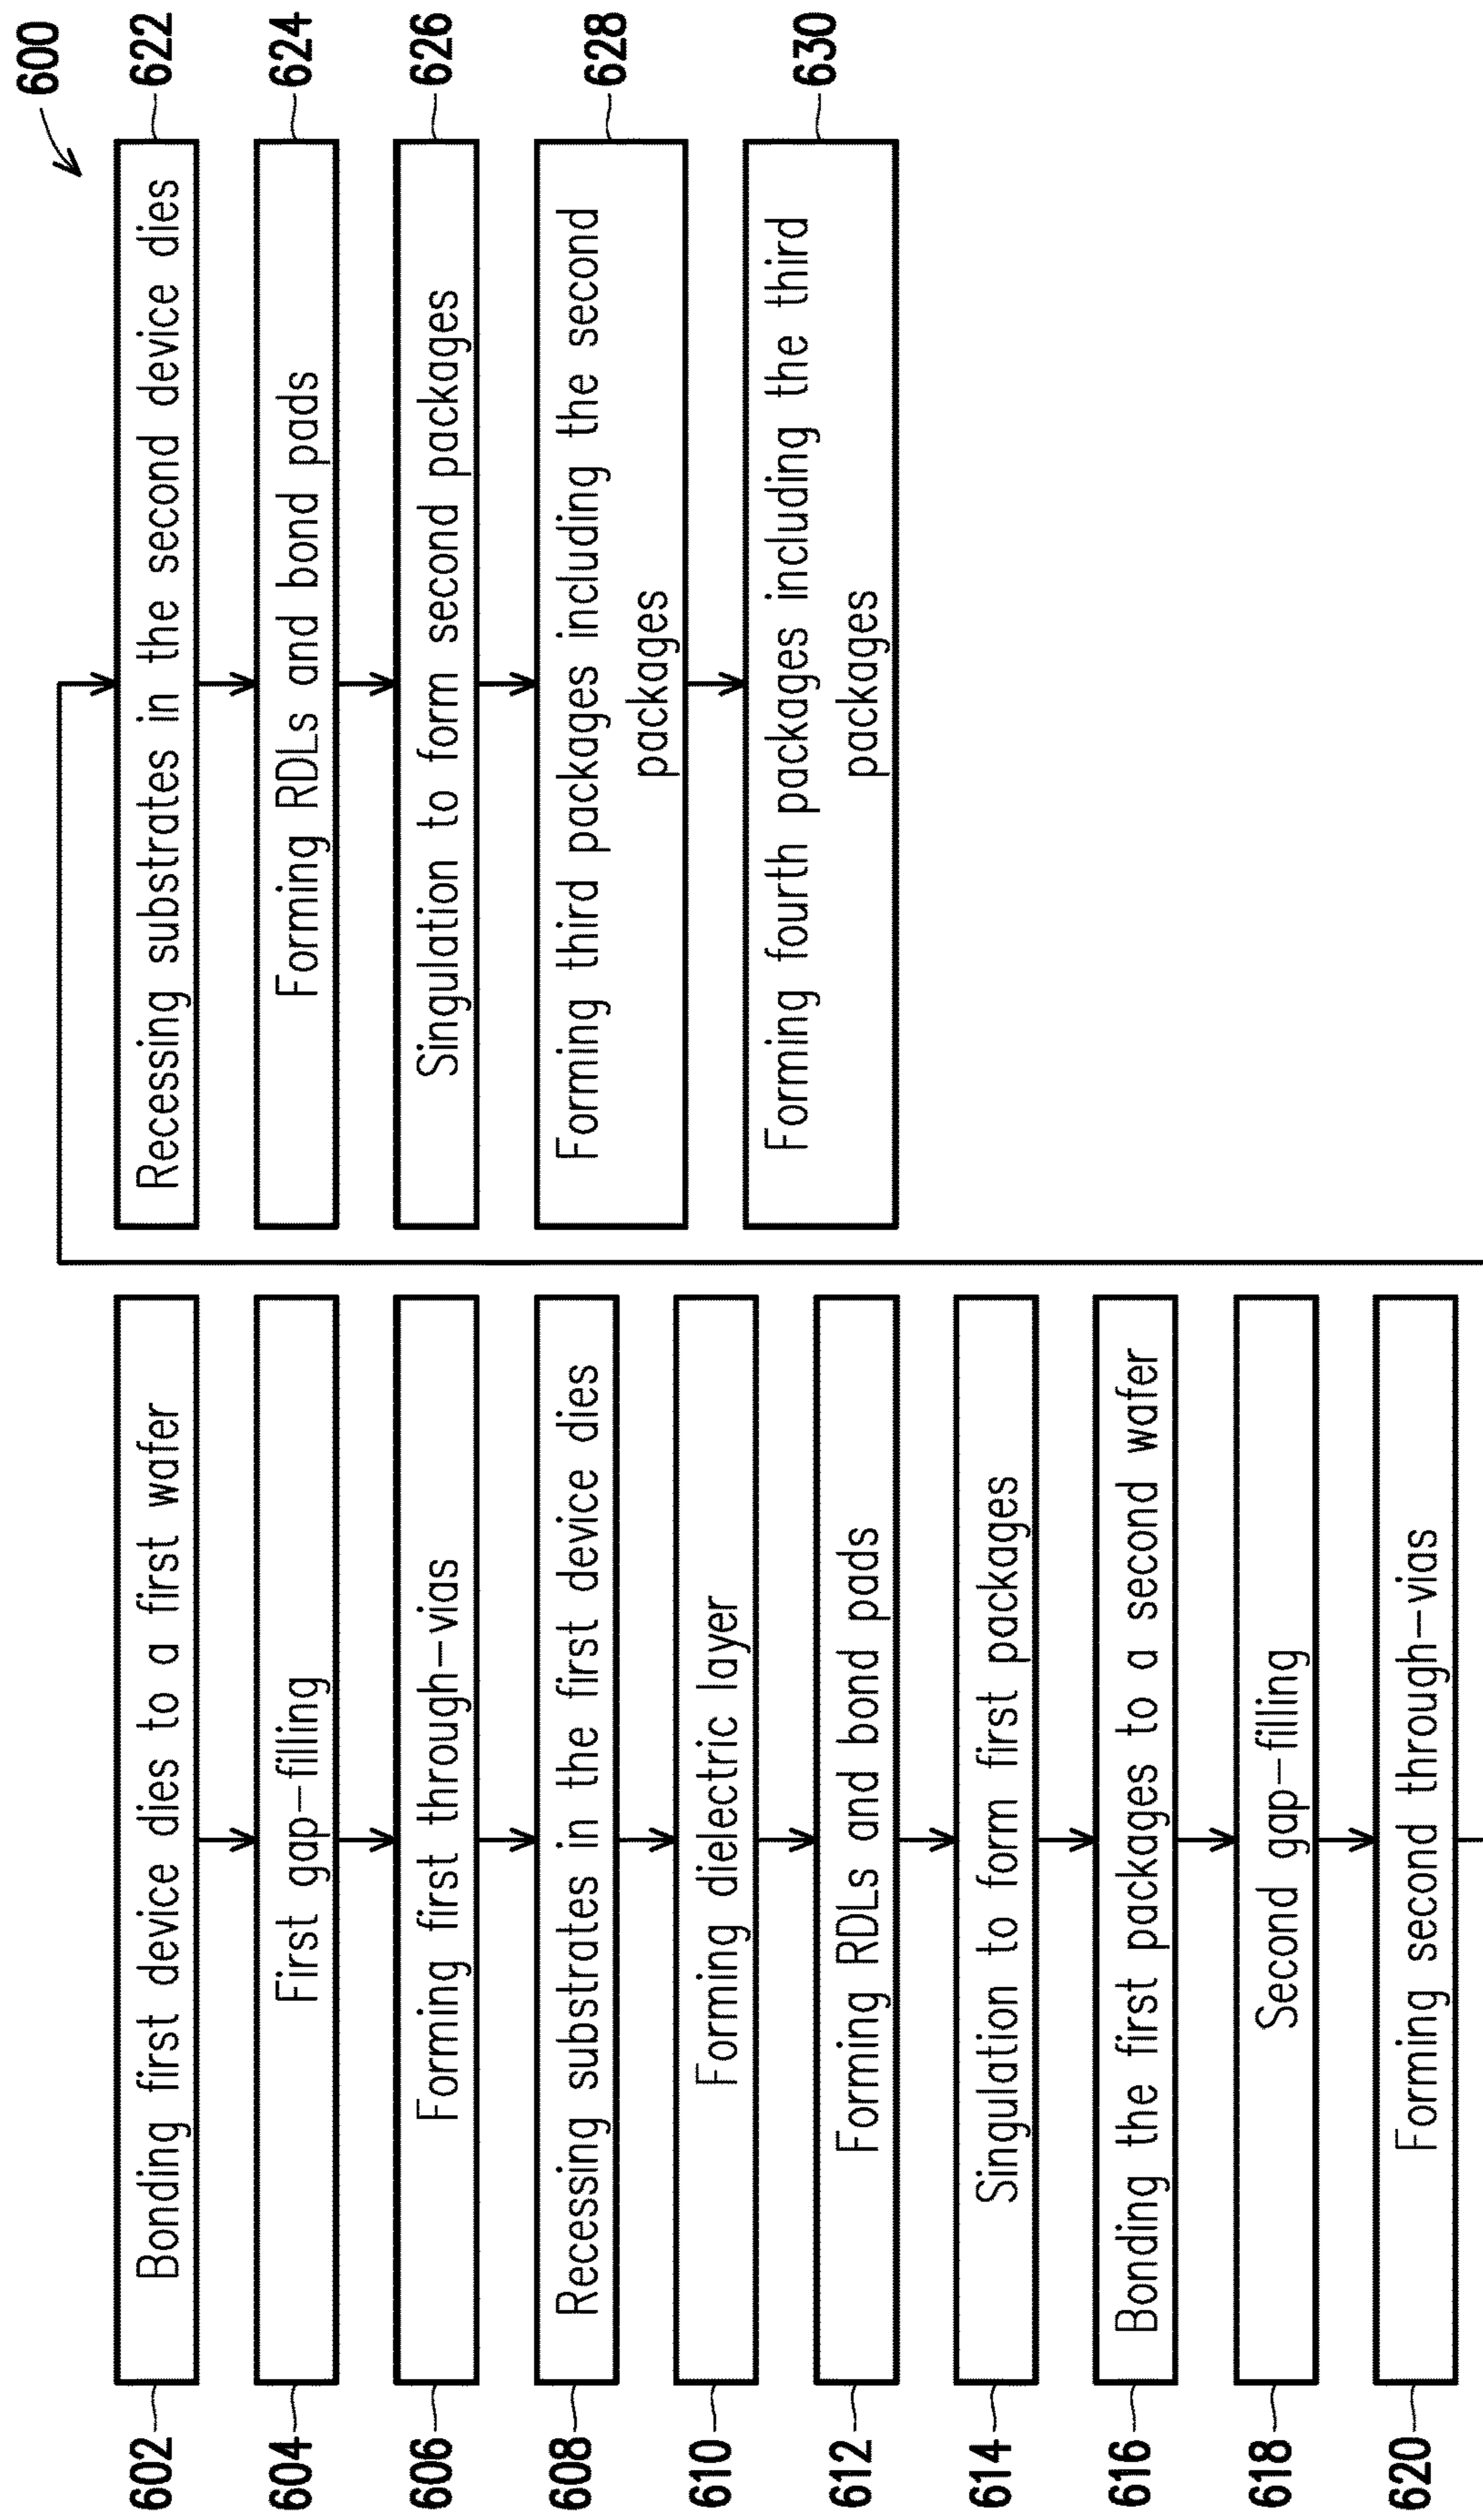 600
602
Bonding first device dies to a first wafer
604
First gap-filling
606
Forming first through-vias
608
Recessing substrates in the first device dies
610
Forming dielectric layer
612
Forming RDLs and bond pads
614
Singulation to form first packages
616
Bonding the first packages to a second wafer
618
Second gap-filling
620
Forming second through-vias
Recessing substrates in the second device dies
622
Forming RDLs and bond pads
624
Singulation to form second packages
626
Forming third packages including the second
packages
628
Forming fourth packages including the third
packages
630